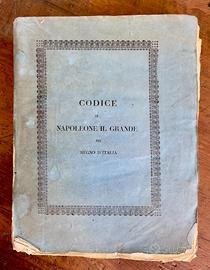 CODICE
DI
NAPOLEONE IL GRANDE
PEL
REGNO D'ITALIA